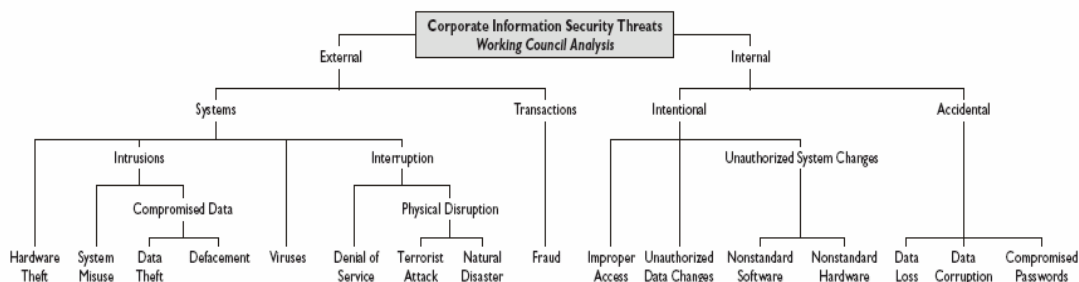 Corporate Information Security Threats
Working Council Analysis
External
Internal
Systems
Transactions
Intentional
Accidental
Intrusions
Interruption
Unauthorized System Changes
Compromised Data
Physical Disruption
Hardware
Theft
System
Misuse
Data
Theft
Defacement
Viruses
Denial of
Service
Terrorist
Attack
Natural
Disaster
Fraud
Improper
Access
Unauthorized
Data Changes
Nonstandard
Software
Nonstandard
Hardware
Data
Loss
Data
Corruption
Compromised
Passwords